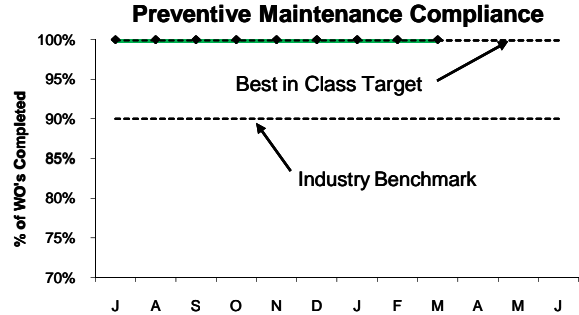 Preventive Maintenance Compliance
100%
95%
90%
85%
80%
75%
70%
% of WO's Completed
Best in Class Target
Industry Benchmark
J A S O N D J F M A M J